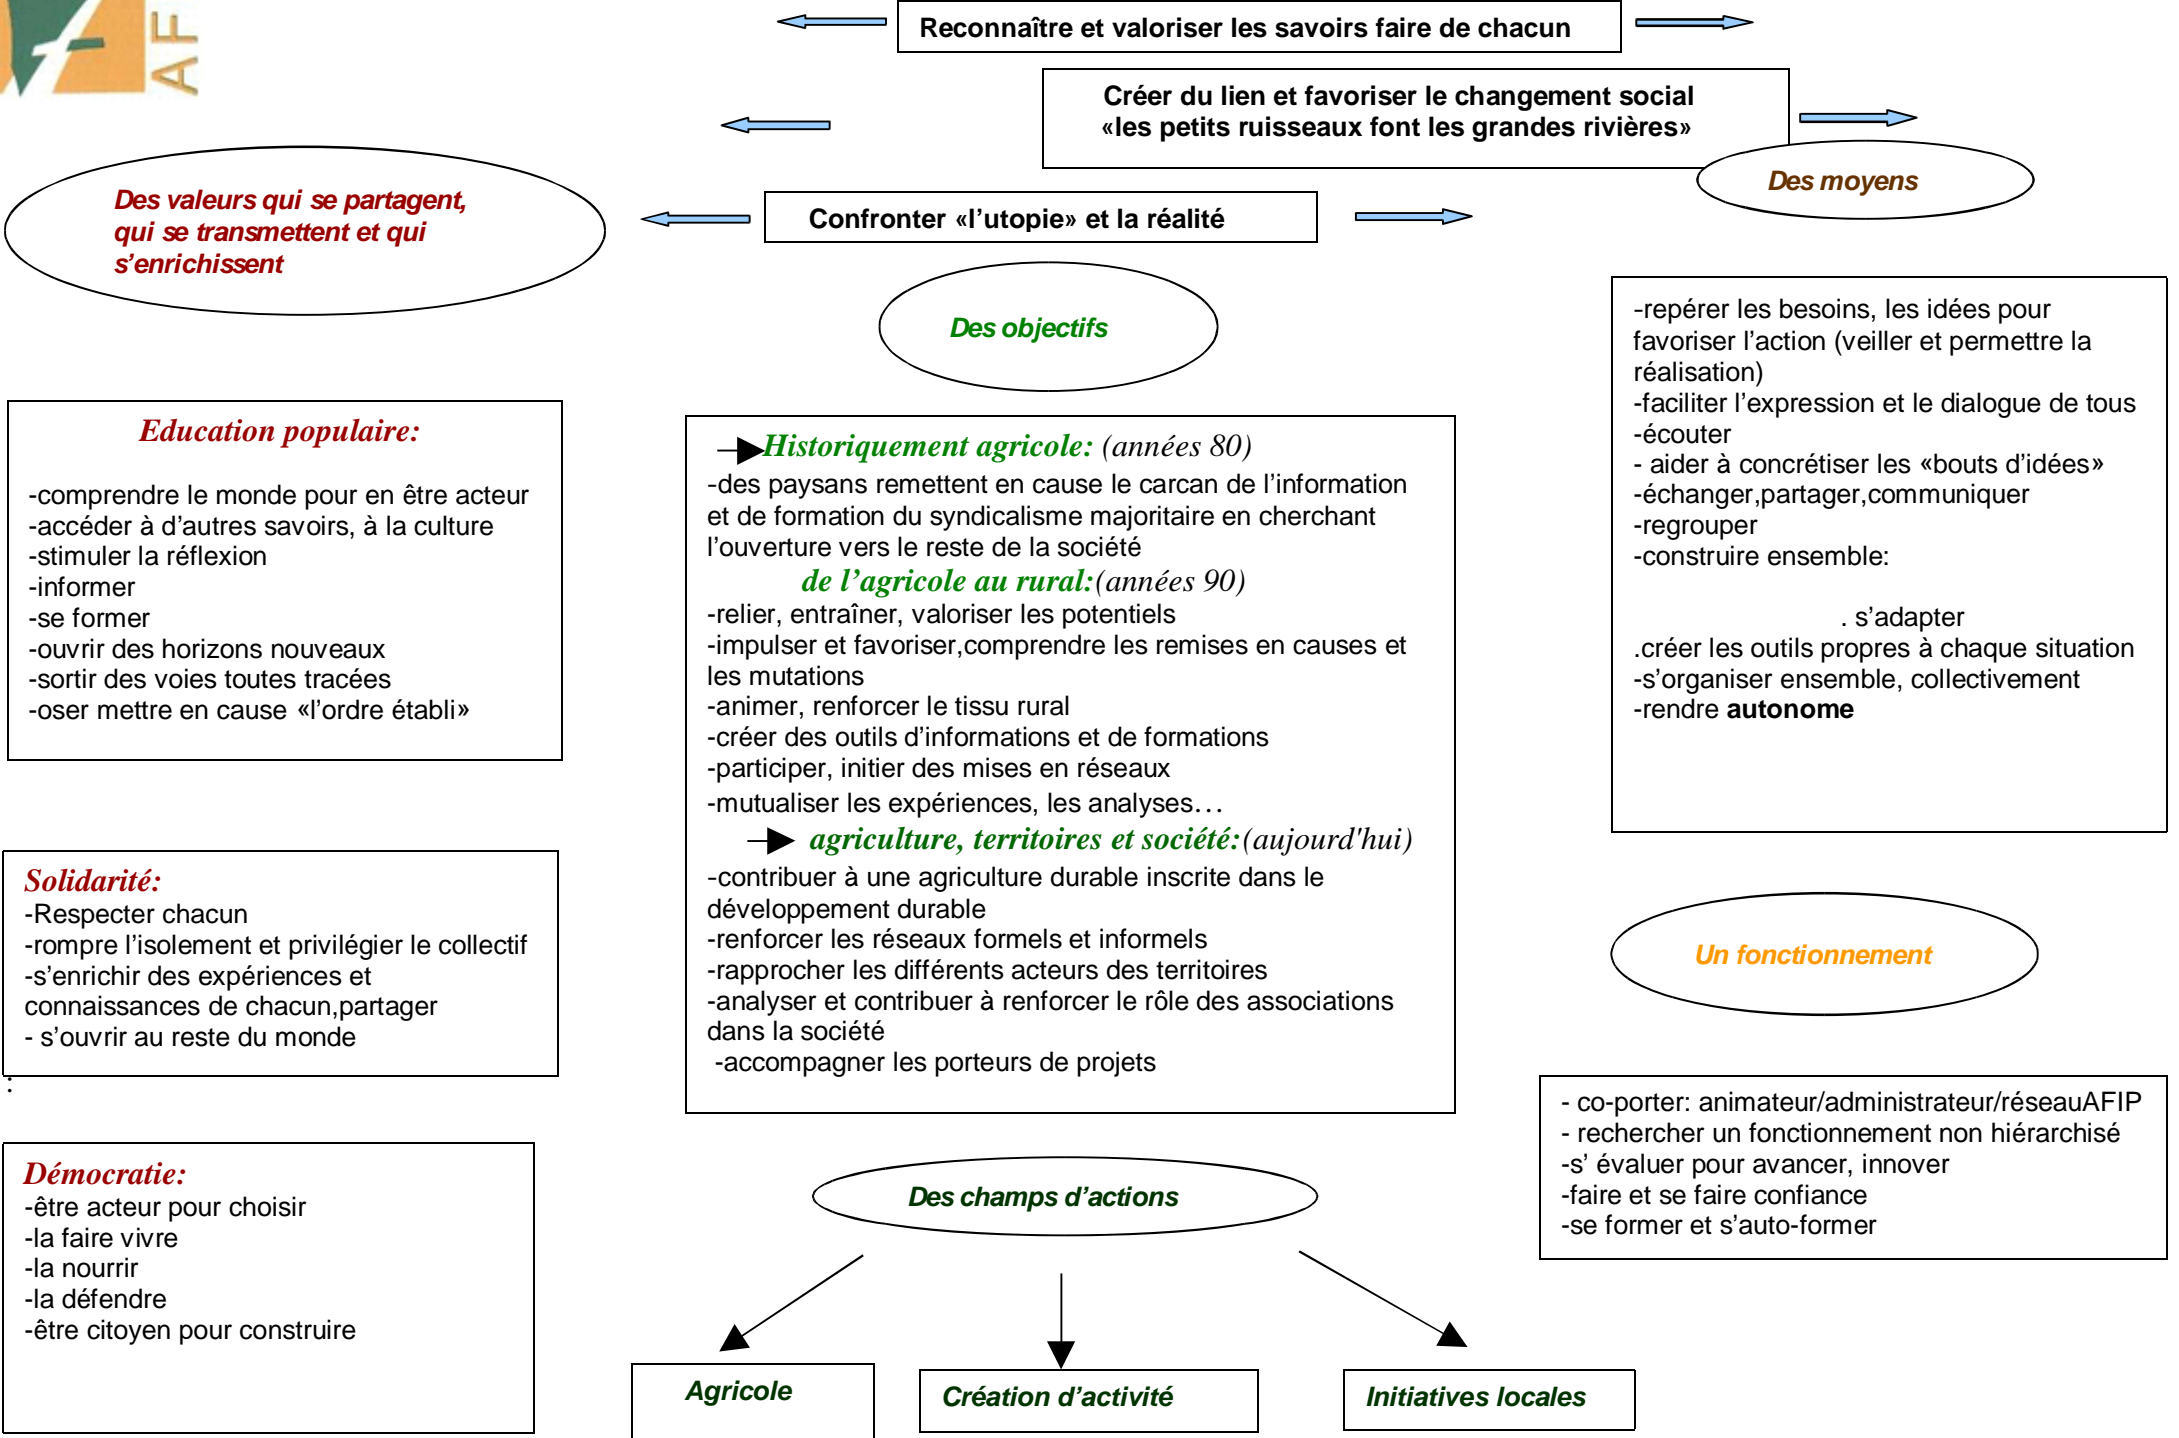 AF
Reconnaître et valoriser les savoirs faire de chacun
Créer du lien et favoriser le changement social
«les petits ruisseaux font les grandes rivières»
Des valeurs qui se partagent,
qui se transmettent et qui
s’enrichissent
Confronter «l’utopie» et la réalité
Des moyens
Des objectifs
Education populaire:
-comprendre le monde pour en être acteur
-accéder à d’autres savoirs, à la culture
-stimuler la réflexion
-informer
-se former
-ouvrir des horizons nouveaux
-sortir des voies toutes tracées
-oser mettre en cause «l’ordre établi»
Solidarité:
-Respecter chacun
-rompre l’isolement et privilégier le collectif
-s’enrichir des expériences et
connaissances de chacun,partager
- s’ouvrir au reste du monde
:
Démocratie:
-être acteur pour choisir
-la faire vivre
-la nourrir
-la défendre
-être citoyen pour construire
Historiquement agricole: (années 80)
-des paysans remettent en cause le carcan de l’information
et de formation du syndicalisme majoritaire en cherchant
l’ouverture vers le reste de la société
de l’agricole au rural:(années 90)
-relier, entraîner, valoriser les potentiels
-impulser et favoriser,comprendre les remises en causes et
les mutations
-animer, renforcer le tissu rural
-créer des outils d’informations et de formations
-participer, initier des mises en réseaux
-mutualiser les expériences, les analyses…
agriculture, territoires et société:(aujourd'hui)
-contribuer à une agriculture durable inscrite dans le
développement durable
-renforcer les réseaux formels et informels
-rapprocher les différents acteurs des territoires
-analyser et contribuer à renforcer le rôle des associations
dans la société
-accompagner les porteurs de projets
-repérer les besoins, les idées pour
favoriser l’action (veiller et permettre la
réalisation)
-faciliter l’expression et le dialogue de tous
-écouter
- aider à concrétiser les «bouts d’idées»
-échanger,partager,communiquer
-regrouper
-construire ensemble:
. s’adapter
.créer les outils propres à chaque situation
-s’organiser ensemble, collectivement
-rendre autonome
Un fonctionnement
- co-porter: animateur/administrateur/réseauAFIP
- rechercher un fonctionnement non hiérarchisé
-s’ évaluer pour avancer, innover
-faire et se faire confiance
-se former et s’auto-former
Des champs d’actions
Agricole
Création d’activité
Initiatives locales